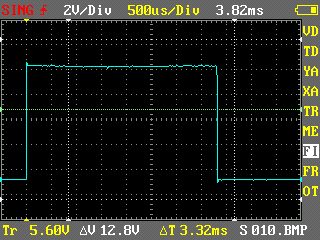 SING 2V/Div 500us/Div 3.82ms
VD
TD
YA
XA
TR
ME
FI
FR
OT
Tr 5.60V ΔV 12.8V ΔT 3.32ms S 010.BMP